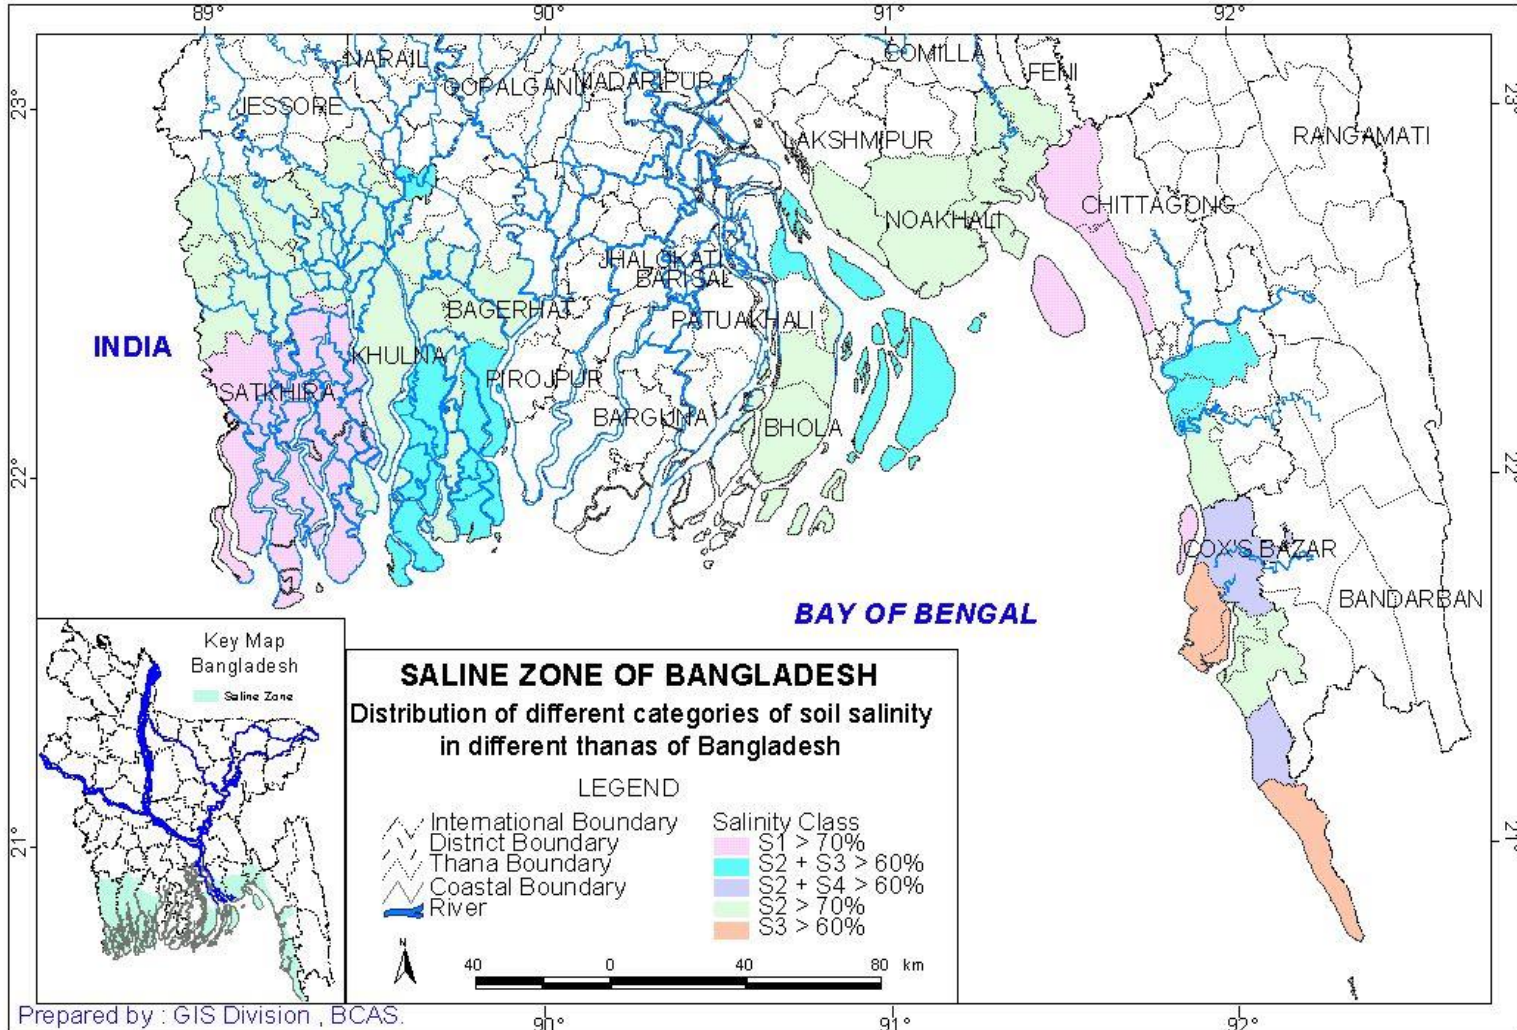 89° 90° 91° 92°
NARAIL COMILLA
GOPALGANJ MADARIPUR FENI
23° JESSORE 23°
LAKSHMIPUR RANGAMATI
NOAKHALI CHITTAGONG
JHALOKATI
BARISAL
BAGERHAT PATUAKHALI
INDIA KHULNA
SATKHIRA PIROJPUR
BARGUNA BHOLA
22° 22°
COX'S BAZAR
BAY OF BENGAL BANDARBAN
Key Map
Bangladesh
Saline Zone
SALINE ZONE OF BANGLADESH
Distribution of different categories of soil salinity
in different thanas of Bangladesh
LEGEND
International Boundary
District Boundary
Thana Boundary
Coastal Boundary
River
Salinity Class
S1 > 70%
S2 + S3 > 60%
S2 + S4 > 60%
S2 > 70%
S3 > 60%
21° 21°
N
40 0 40 80 km
Prepared by : GIS Division , BCAS.
90° 91° 92°